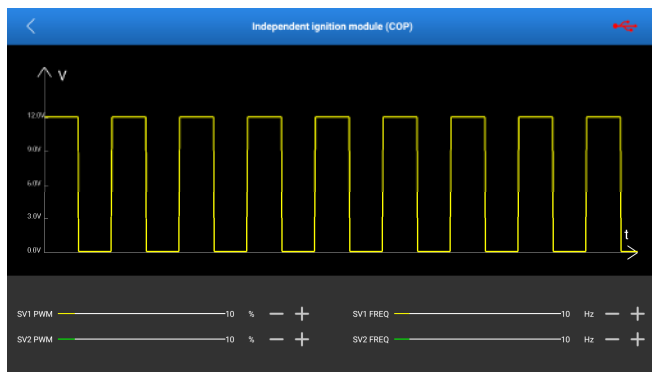 Independent ignition module (COP)
V
12.0V
9.0V
6.0V
3.0V
0.0V
t
SV1 PWM 10 % SV1 FREQ 10 Hz
SV2 PWM 10 % SV2 FREQ 10 Hz